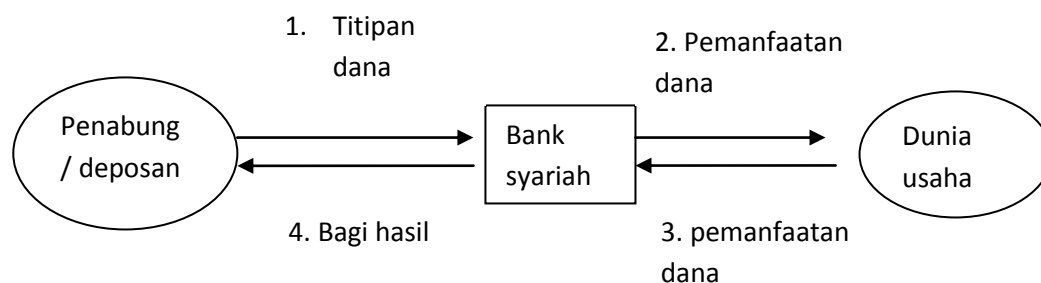 1. Titipan
dana
2. Pemanfaatan
dana
Penabung
/ deposan
Bank
syariah
Dunia
usaha
4. Bagi hasil
3. pemanfaatan
dana